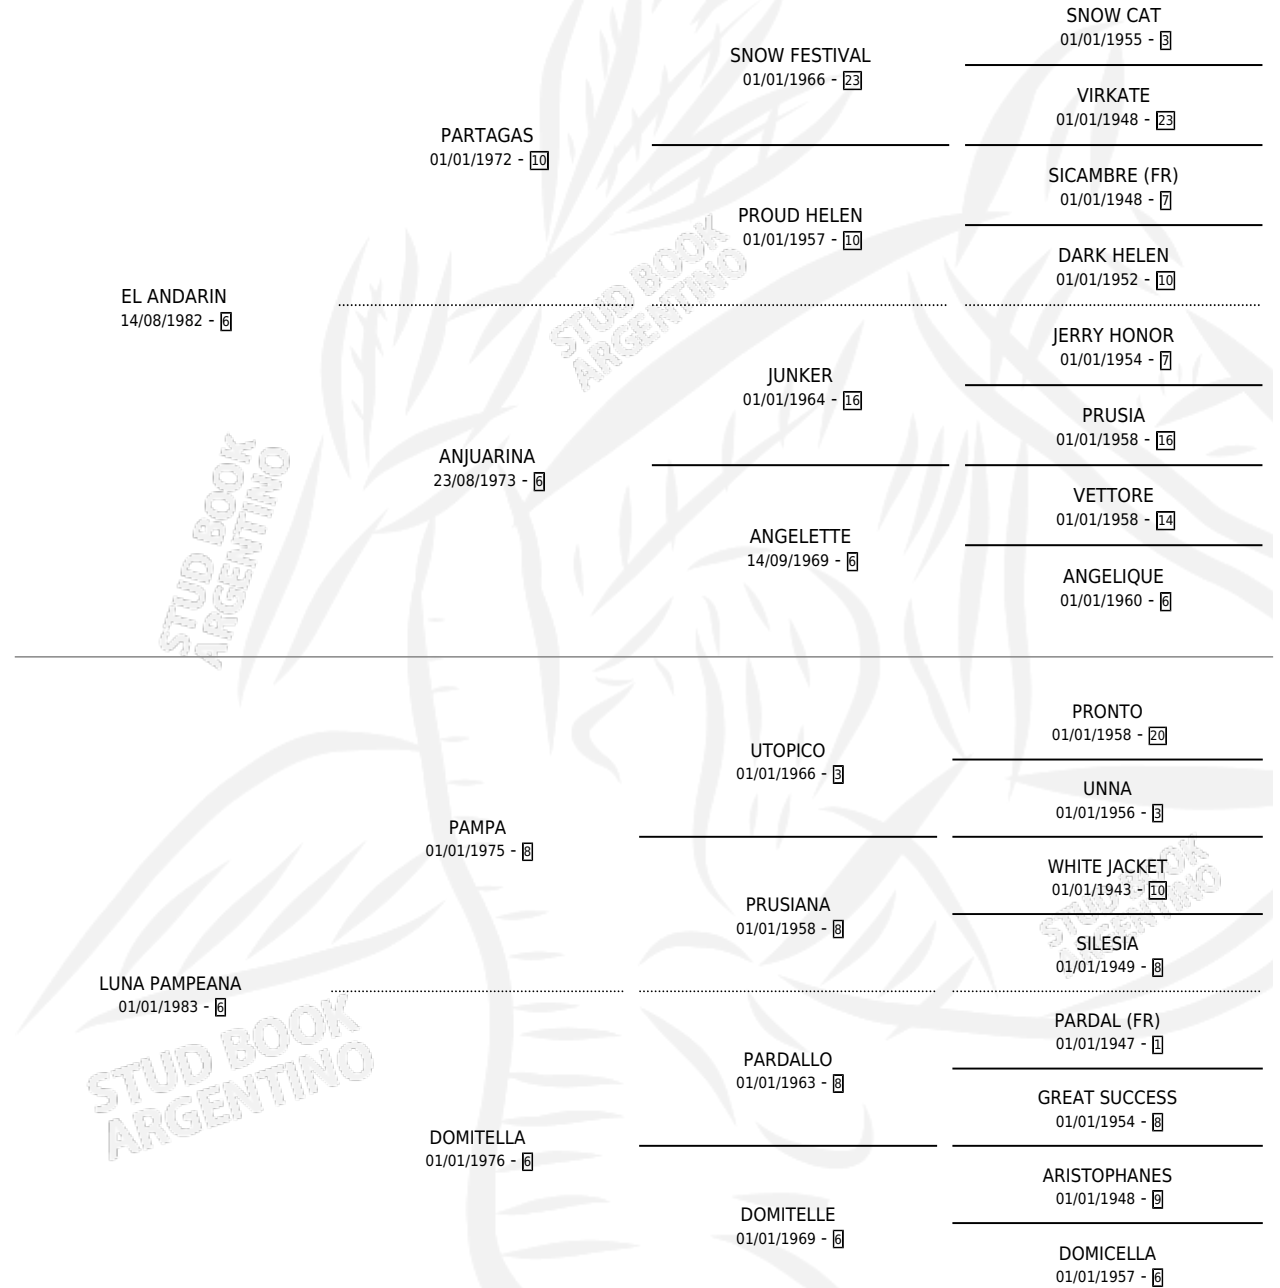 SNOW CAT
01/01/1955 - 3
SNOW FESTIVAL
01/01/1966 - 23
VIRKATE
01/01/1948 - 23
PARTAGAS
01/01/1972 - 10
SICAMBRE (FR)
01/01/1948 - 7
PROUD HELEN
01/01/1957 - 10
DARK HELEN
01/01/1952 - 10
EL ANDARIN
14/08/1982 - 6
STUD BOOK
ARGENTINO
JERRY HONOR
01/01/1954 - 7
JUNKER
01/01/1964 - 16
PRUSIA
01/01/1958 - 16
ANJUARINA
23/08/1973 - 6
VETTORE
01/01/1958 - 14
ANGELETTE
14/09/1969 - 6
ANGELIQUE
01/01/1960 - 6
STUD BOOK
ARGENTINO
PRONTO
01/01/1958 - 20
UTOPICO
01/01/1966 - 3
UNNA
01/01/1956 - 3
PAMPA
01/01/1975 - 8
WHITE JACKET
01/01/1943 - 10
PRUSIANA
01/01/1958 - 8
STUD BOOK
ARGENTINO
SILESIA
01/01/1949 - 8
LUNA PAMPEANA
01/01/1983 - 6
PARDAL (FR)
01/01/1947 - 1
STUD BOOK
ARGENTINO
PARDALLO
01/01/1963 - 8
GREAT SUCCESS
01/01/1954 - 8
DOMITELLA
01/01/1976 - 6
ARISTOPHANES
01/01/1948 - 9
DOMITELLE
01/01/1969 - 6
DOMICELLA
01/01/1957 - 6